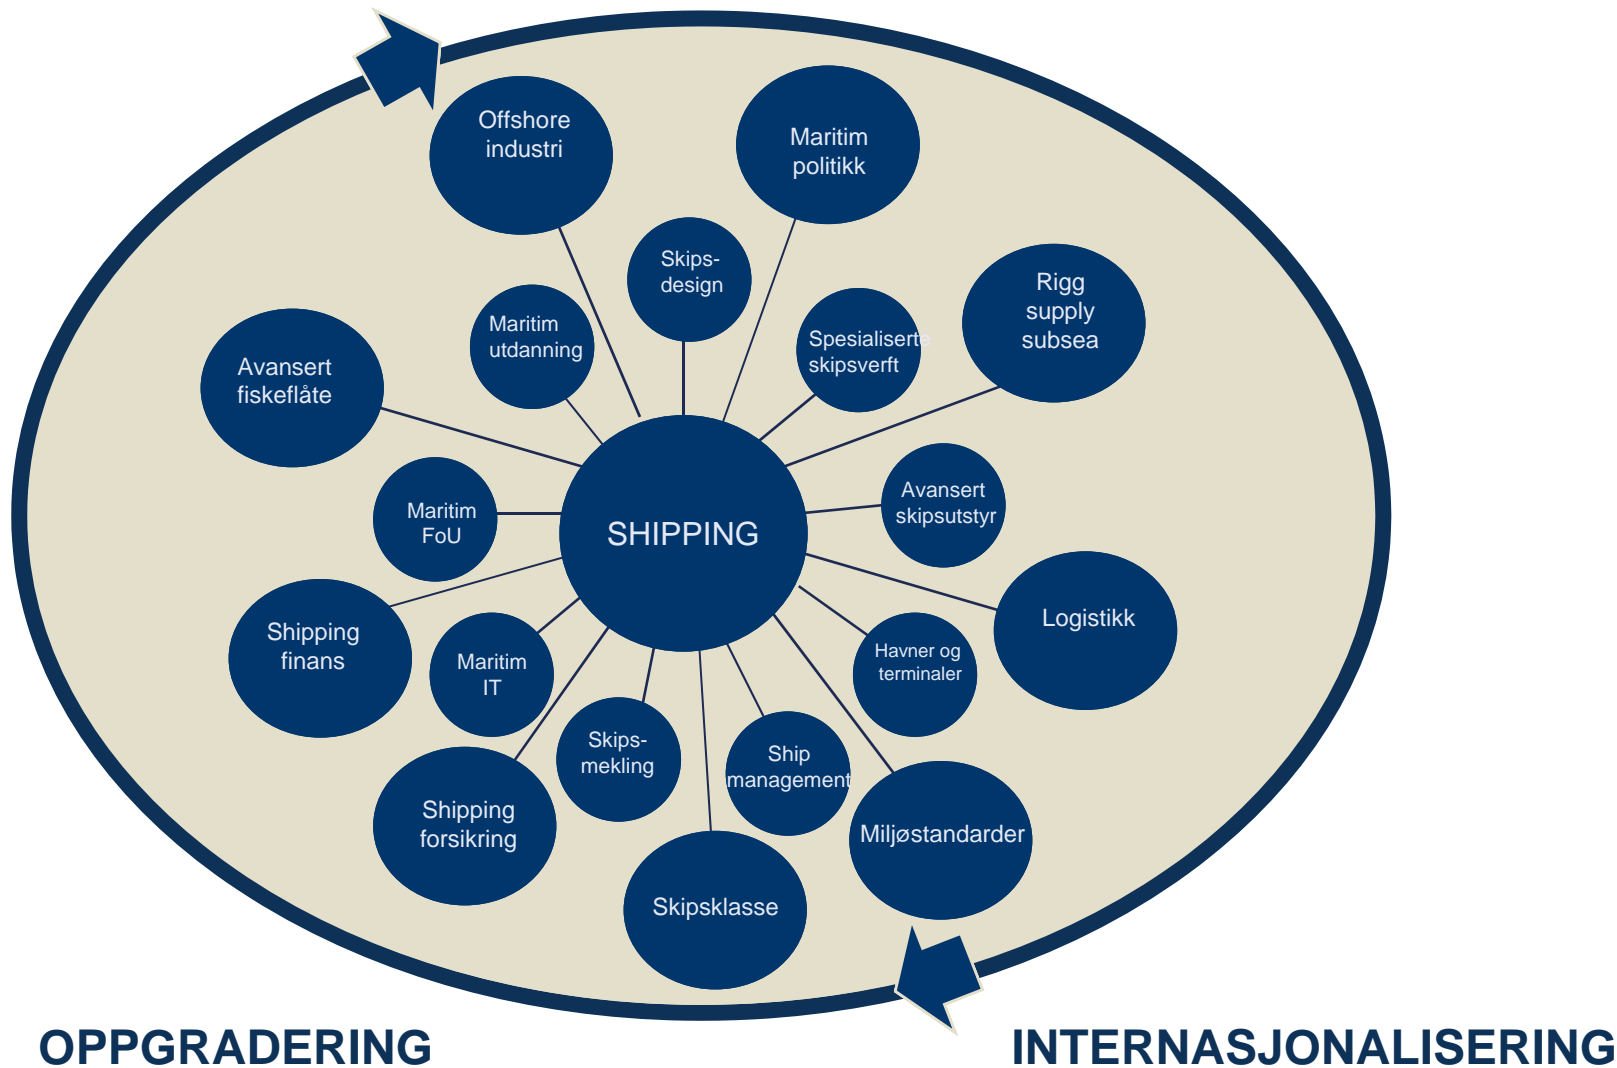 Offshore
industri
Maritim
politikk
Skips-
design
Rigg
supply
subsea
Maritim
utdanning
Spesialiserte
skipsverft
Avansert
fiskeflåte
Avansert
skipsutstyr
Maritim
FoU
SHIPPING
Logistikk
Shipping
finans
Maritim
IT
Havner og
terminaler
Skips-
mekling
Ship
management
Shipping
forsikring
Miljøstandarder
Skipsklasse
OPPGRADERING
INTERNASJONALISERING